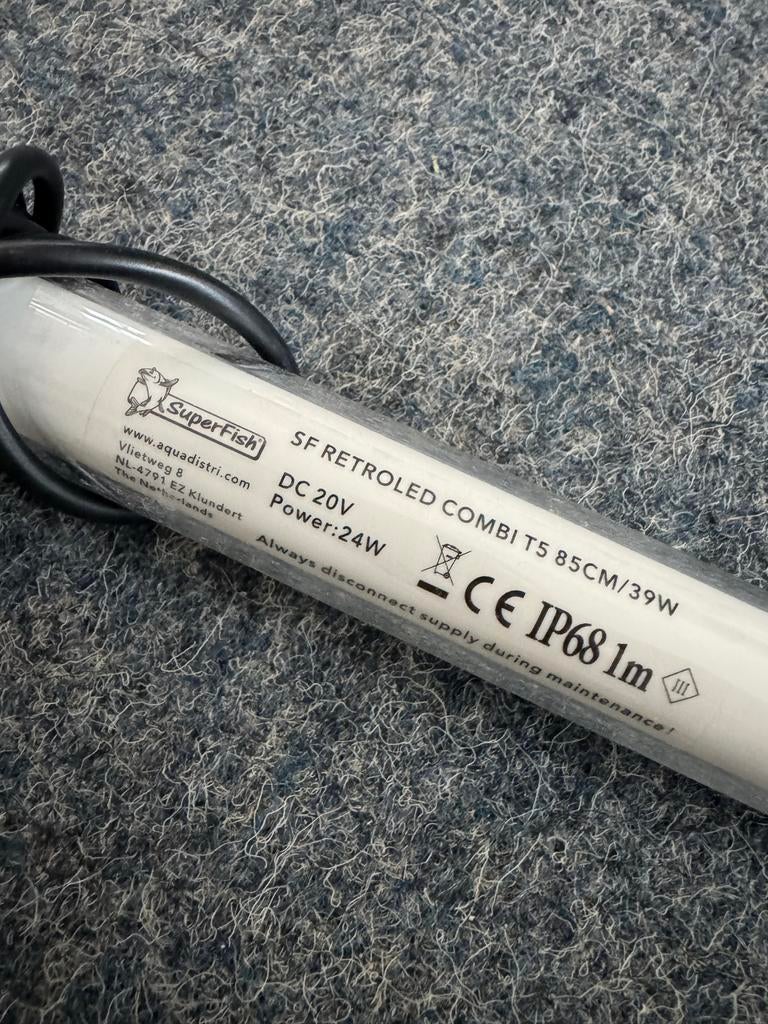 SuperFish®
www.aquadistri.com
Vlietweg 8
NL-4791 EZ Klundert
The Netherlands
SF RETROLED COMBI T5 85CM/39W
DC 20V
Power:24W
CE IP68 1m III
Always disconnect supply during maintenance!